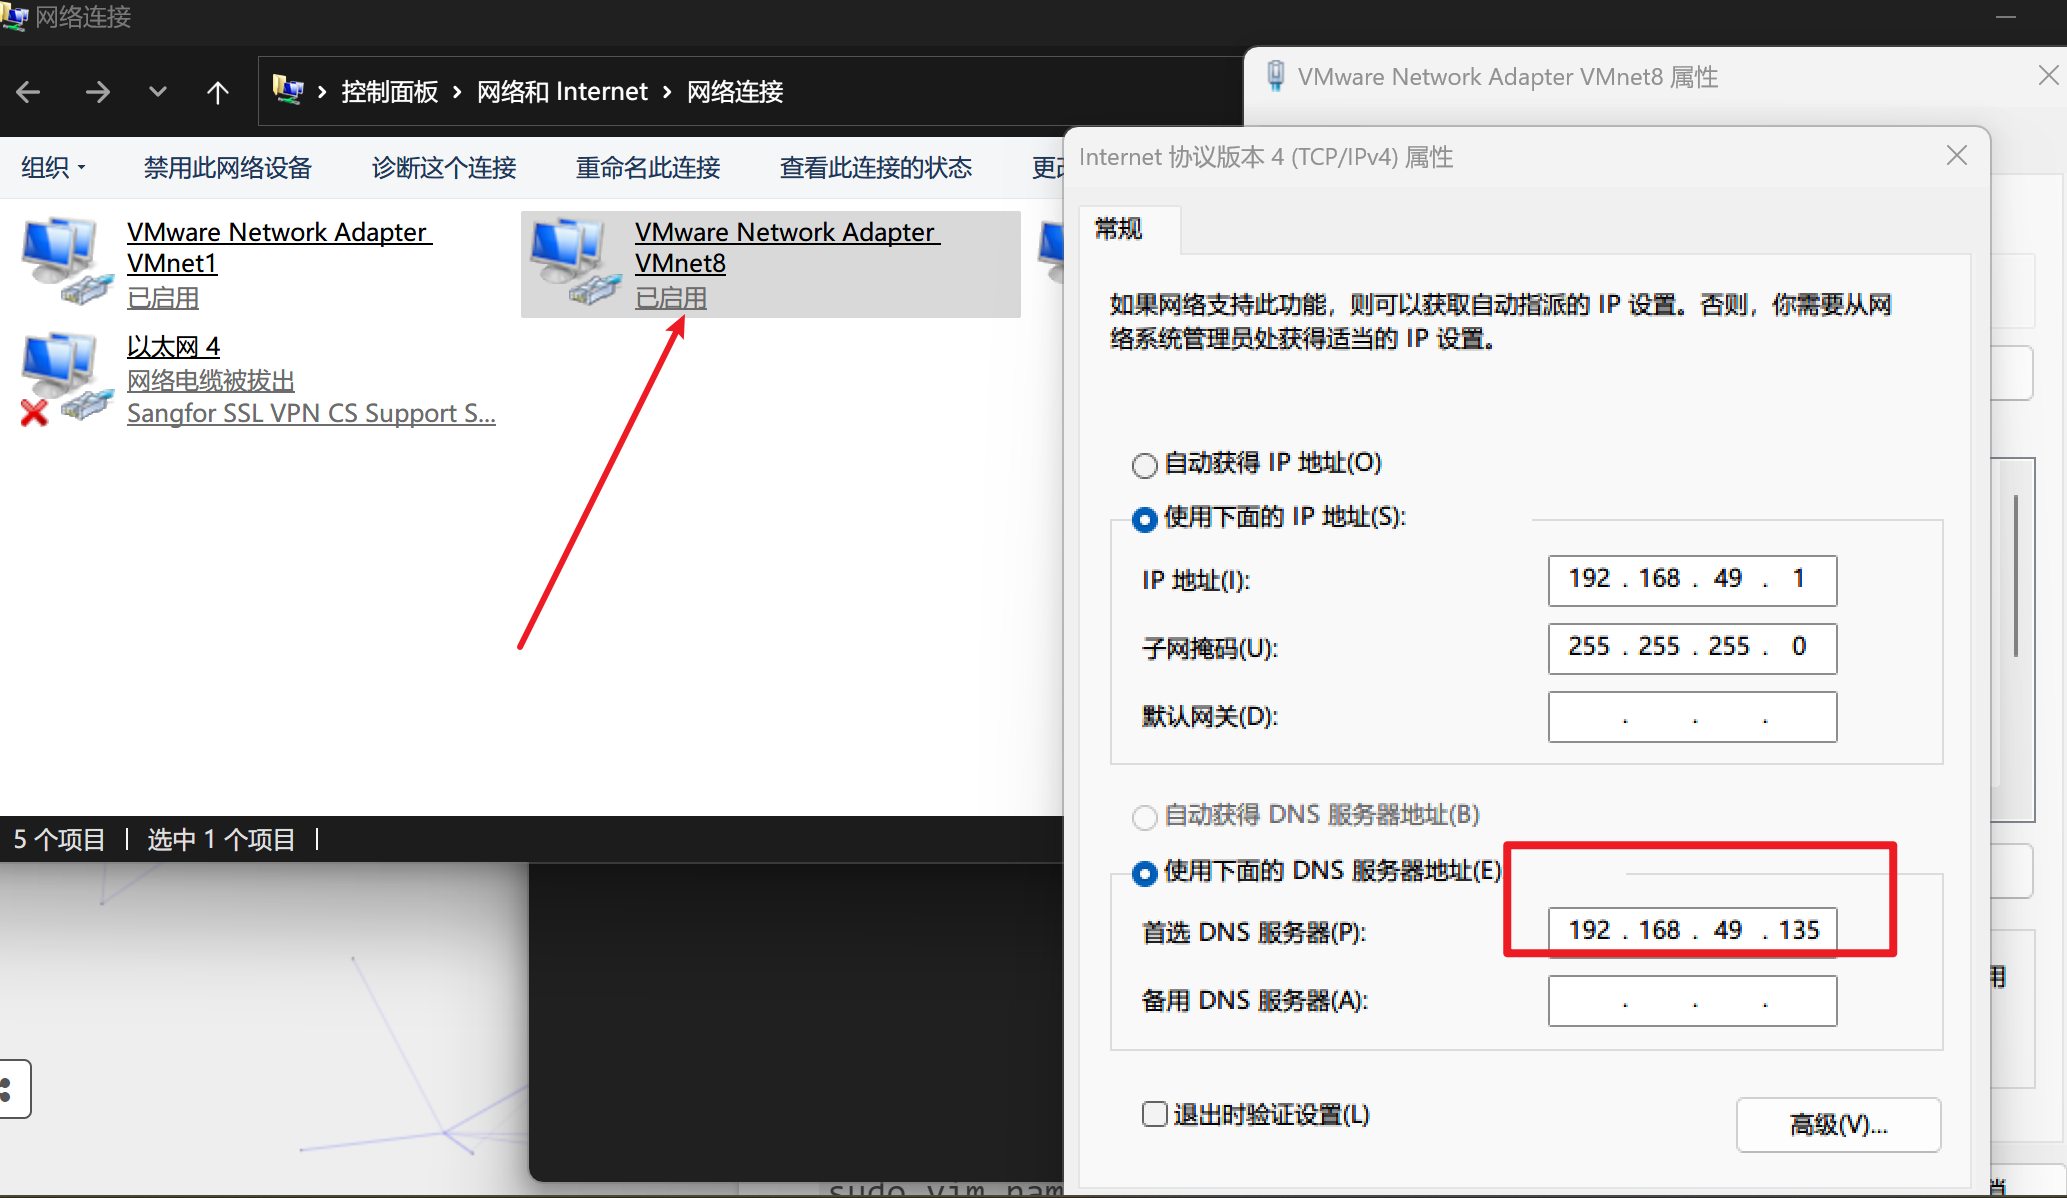 网络连接
控制面板 › 网络和 Internet › 网络连接
组织
禁用此网络设备
诊断这个连接
重命名此连接
查看此连接的状态
VMware Network Adapter
VMnet1
已启用
VMware Network Adapter
VMnet8
已启用
以太网 4
网络电缆被拔出
Sangfor SSL VPN CS Support S...
5 个项目
选中 1 个项目
VMware Network Adapter VMnet8 属性
Internet 协议版本 4 (TCP/IPv4) 属性
常规
如果网络支持此功能，则可以获取自动指派的 IP 设置。否则，你需要从网
络系统管理员处获得适当的 IP 设置。
自动获得 IP 地址(O)
使用下面的 IP 地址(S):
IP 地址(I):
192 . 168 . 49 . 1
子网掩码(U):
255 . 255 . 255 . 0
默认网关(D):
. . .
自动获得 DNS 服务器地址(B)
使用下面的 DNS 服务器地址(E)
首选 DNS 服务器(P):
192 . 168 . 49 . 135
备用 DNS 服务器(A):
. . .
退出时验证设置(L)
高级(V)...
用
sudo vim nam